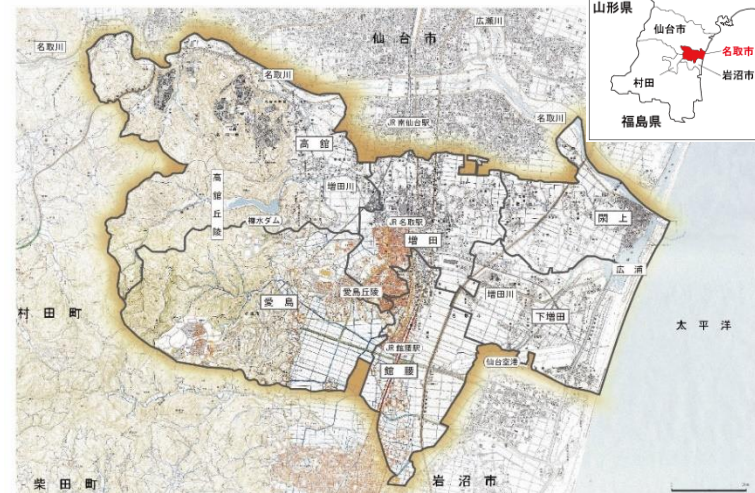 山形県
仙台市
名取市
岩沼市
村田
福島県
仙台市
広瀬川
名取川
名取川
JR南仙台駅
名取川
高舘
増田川
高舘丘陵
樽水ダム
JR名取駅
増田
閖上
広浦
愛島
愛島丘陵
増田川
下増田
村田町
太平洋
JR館腰駅
館腰
仙台空港
柴田町
岩沼市